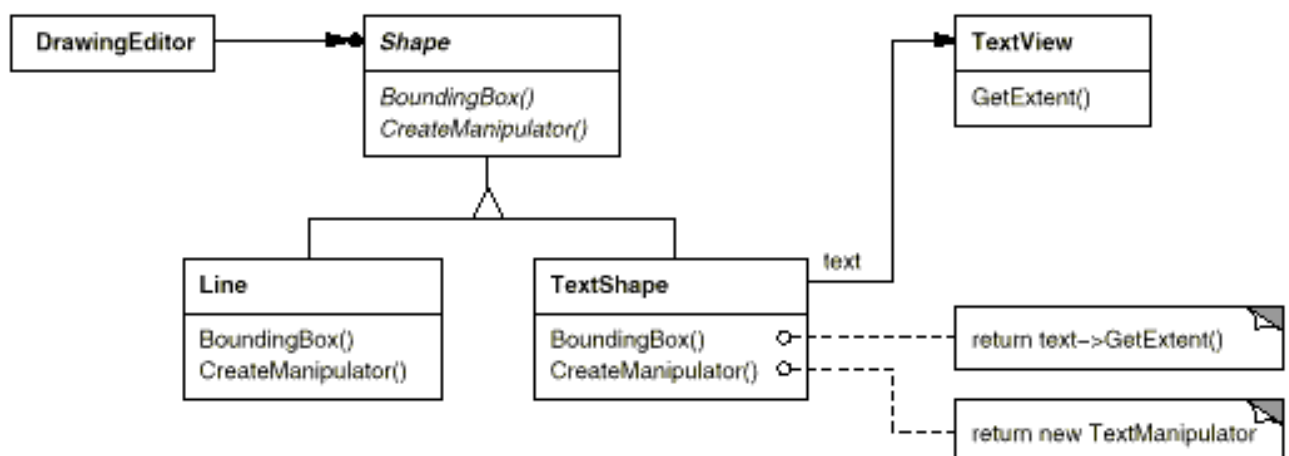 DrawingEditor
Shape
BoundingBox()
CreateManipulator()
TextView
GetExtent()
Line
BoundingBox()
CreateManipulator()
TextShape
BoundingBox()
CreateManipulator()
text
return text->GetExtent()
return new TextManipulator